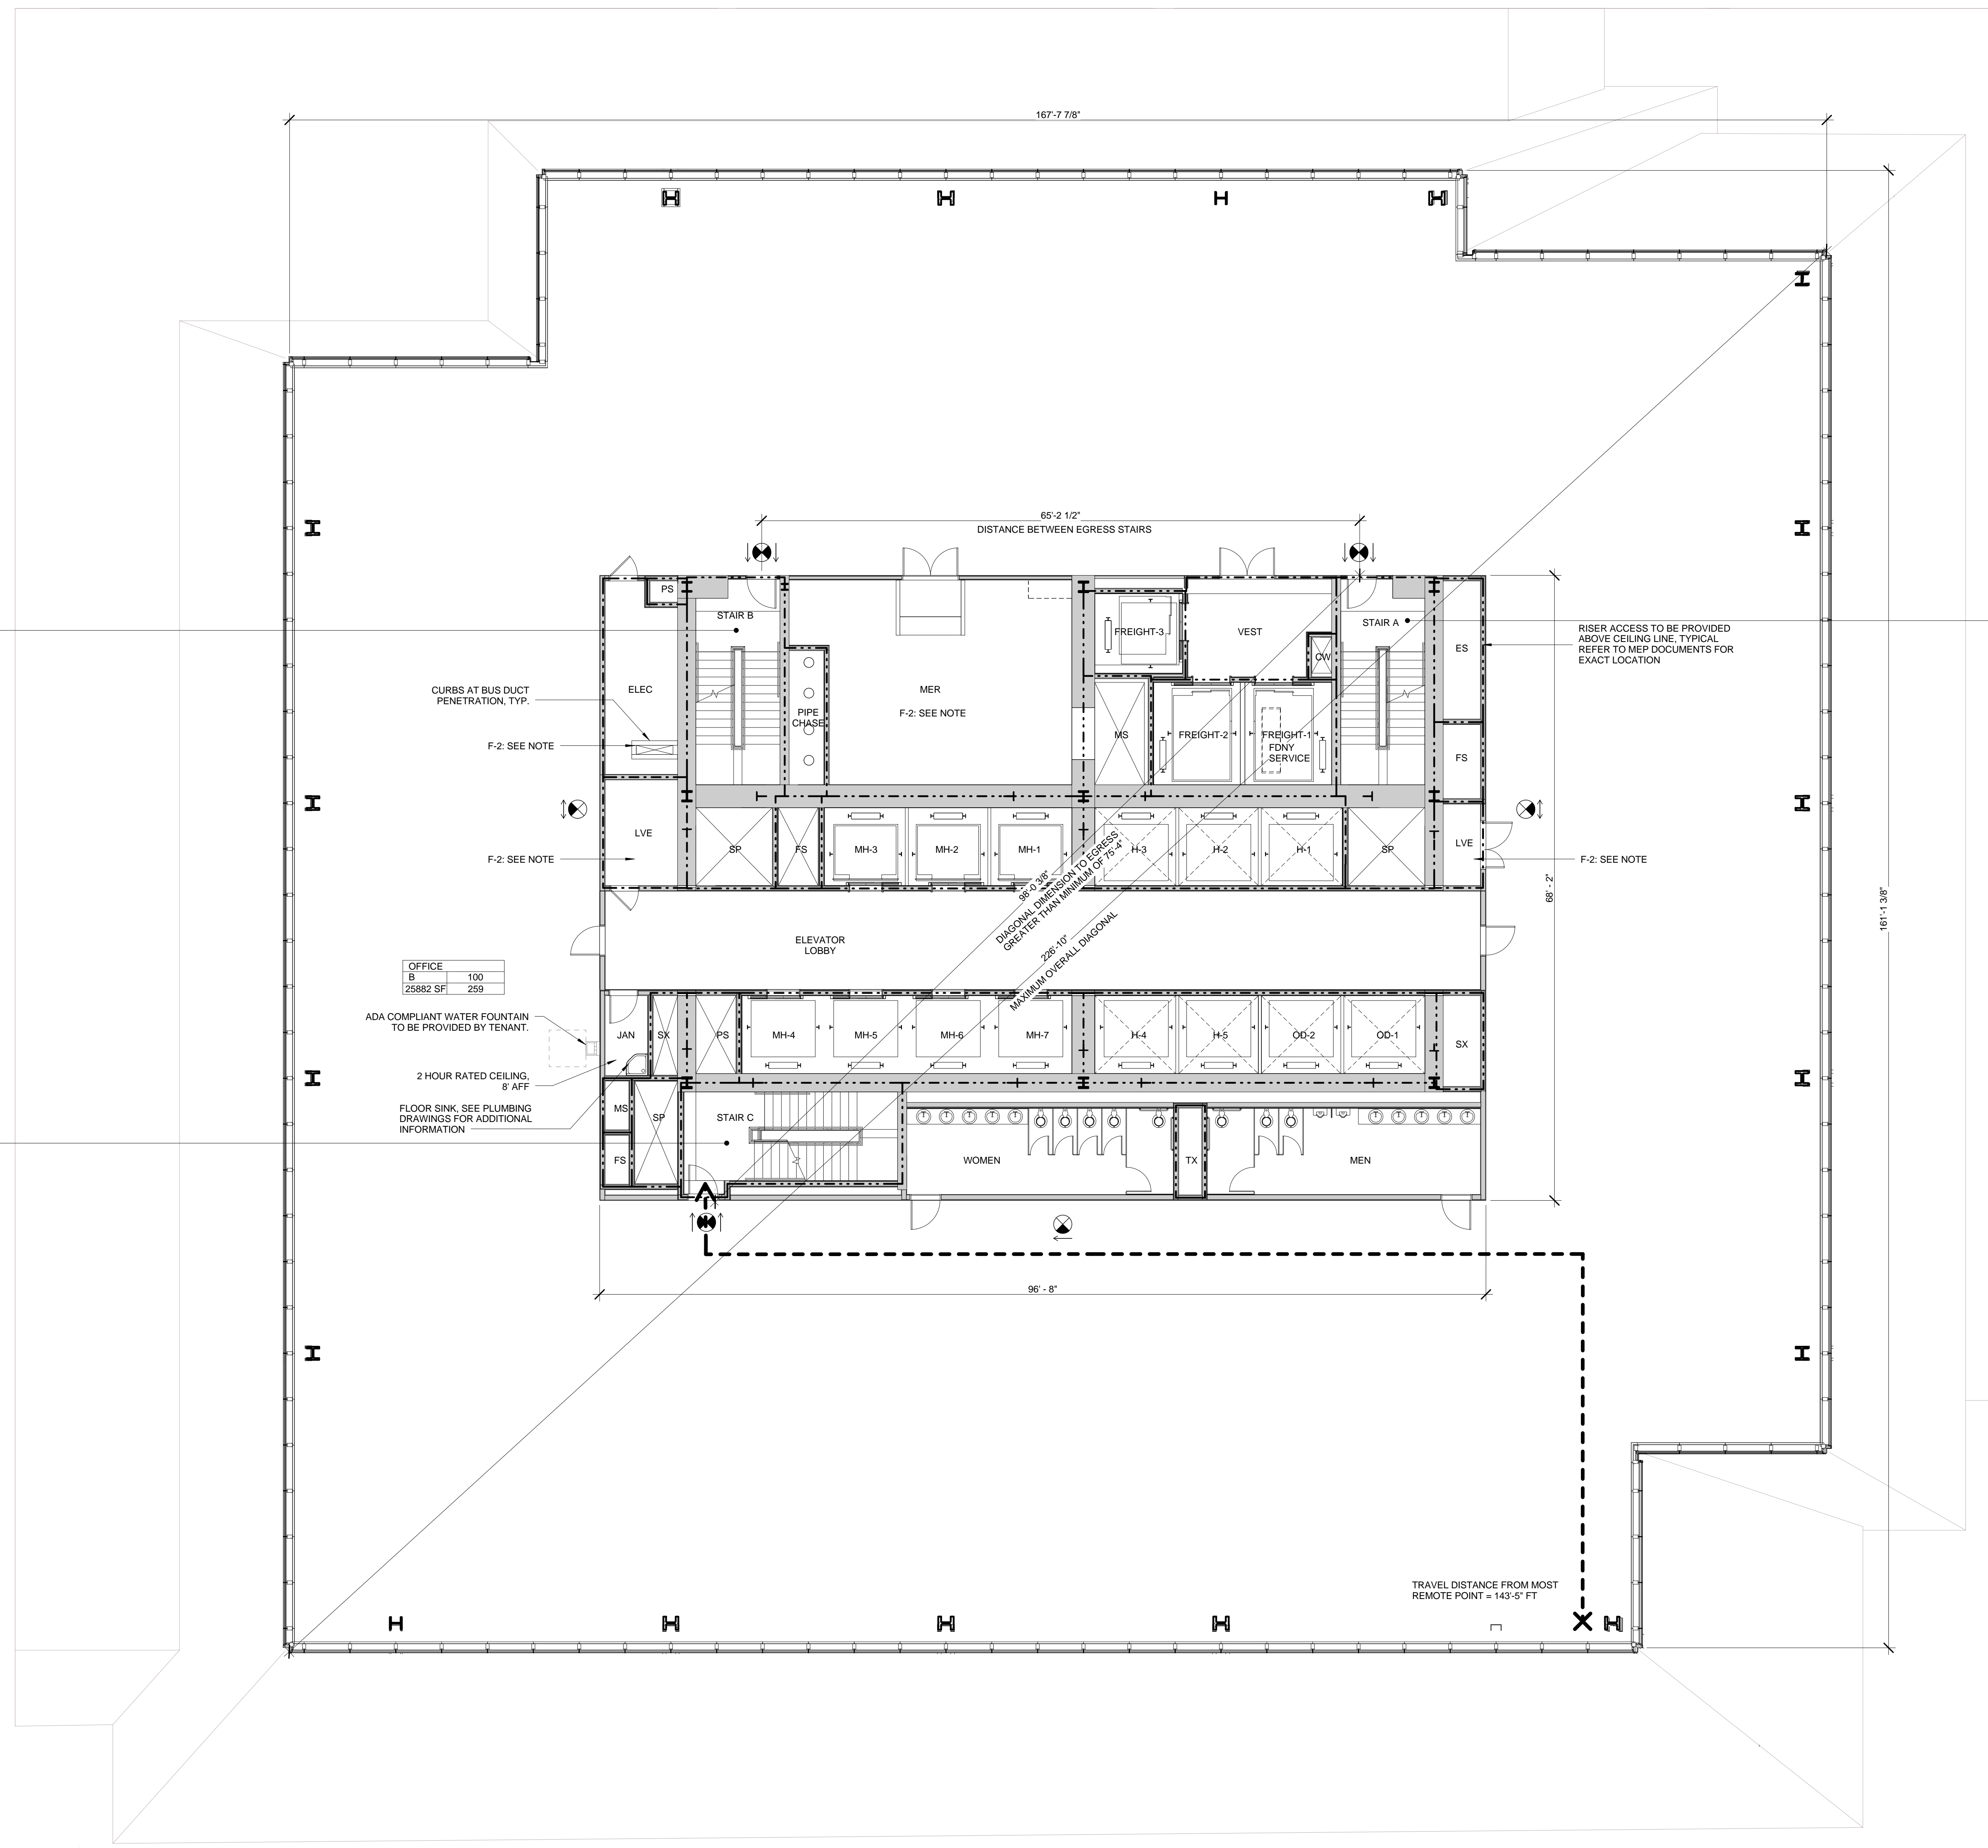 167'-7 7/8"
65'-2 1/2"
DISTANCE BETWEEN EGRESS STAIRS
PS
STAIR B
STAIR A
FREIGHT-3
VEST
RISER ACCESS TO BE PROVIDED
ABOVE CEILING LINE, TYPICAL
REFER TO MEP DOCUMENTS FOR
EXACT LOCATION
ES
CW
ELEC
MER
CURBS AT BUS DUCT
PENETRATION, TYP.
PIPE
CHASE
F-2: SEE NOTE
MS
FREIGHT-2
FREIGHT-1
FDNY
SERVICE
F-2: SEE NOTE
FS
LVE
SP
FS
MH-3
MH-2
MH-1
H-3
H-2
H-1
SP
LVE
F-2: SEE NOTE
F-2: SEE NOTE
98'-0 3/8"
DIAGONAL DIMENSION TO EGRESS
GREATER THAN MINIMUM OF 75'-4"
68' - 2"
161'-1 3/8"
ELEVATOR
LOBBY
226'-10"
MAXIMUM OVERALL DIAGONAL
OFFICE
B 100
25882 SF 259
ADA COMPLIANT WATER FOUNTAIN
TO BE PROVIDED BY TENANT.
JAN
SX
PS
MH-4
MH-5
MH-6
MH-7
H-4
H-5
OD-2
OD-1
SX
2 HOUR RATED CEILING,
8' AFF
FLOOR SINK, SEE PLUMBING
DRAWINGS FOR ADDITIONAL
INFORMATION
MS
SP
STAIR C
FS
WOMEN
TX
MEN
96' - 8"
TRAVEL DISTANCE FROM MOST
REMOTE POINT = 143'-5" FT